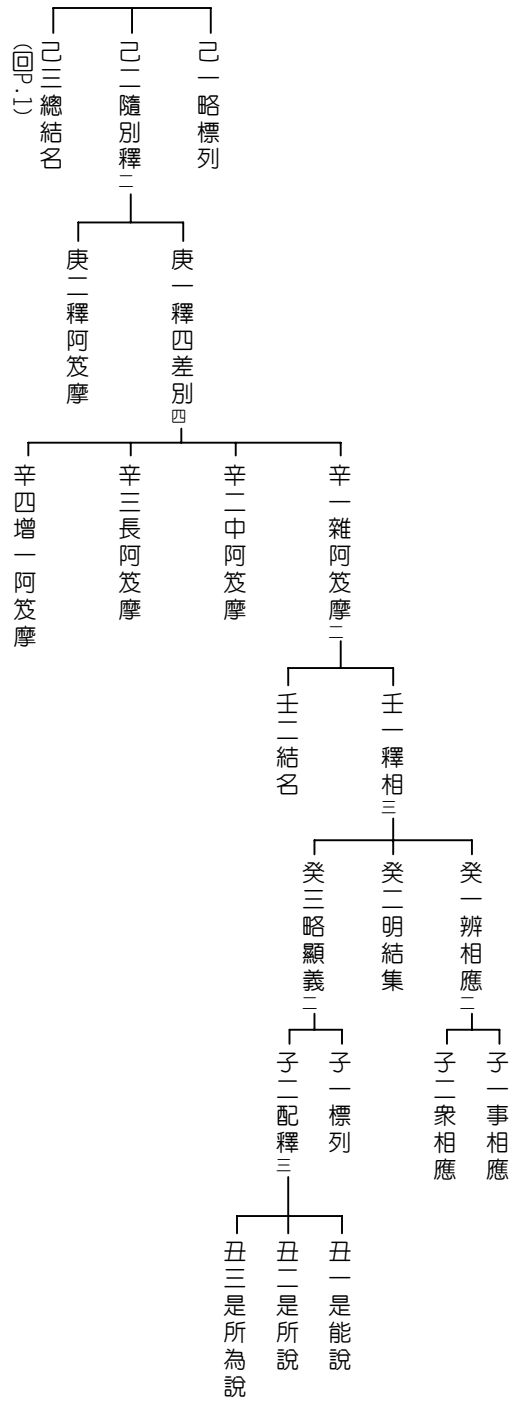 己一略標列
己二隨別釋二
己三總結名
(回P.1)
庚一釋四差別四
庚二釋阿笈摩
辛一雜阿笈摩二
辛二中阿笈摩
辛三長阿笈摩
辛四增一阿笈摩
壬一釋相三
壬二結名
癸一辨相應二
癸二明結集
癸三略顯義二
子一事相應
子二眾相應
子一標列
子二配釋三
丑一是能說
丑二是所說
丑三是所為說